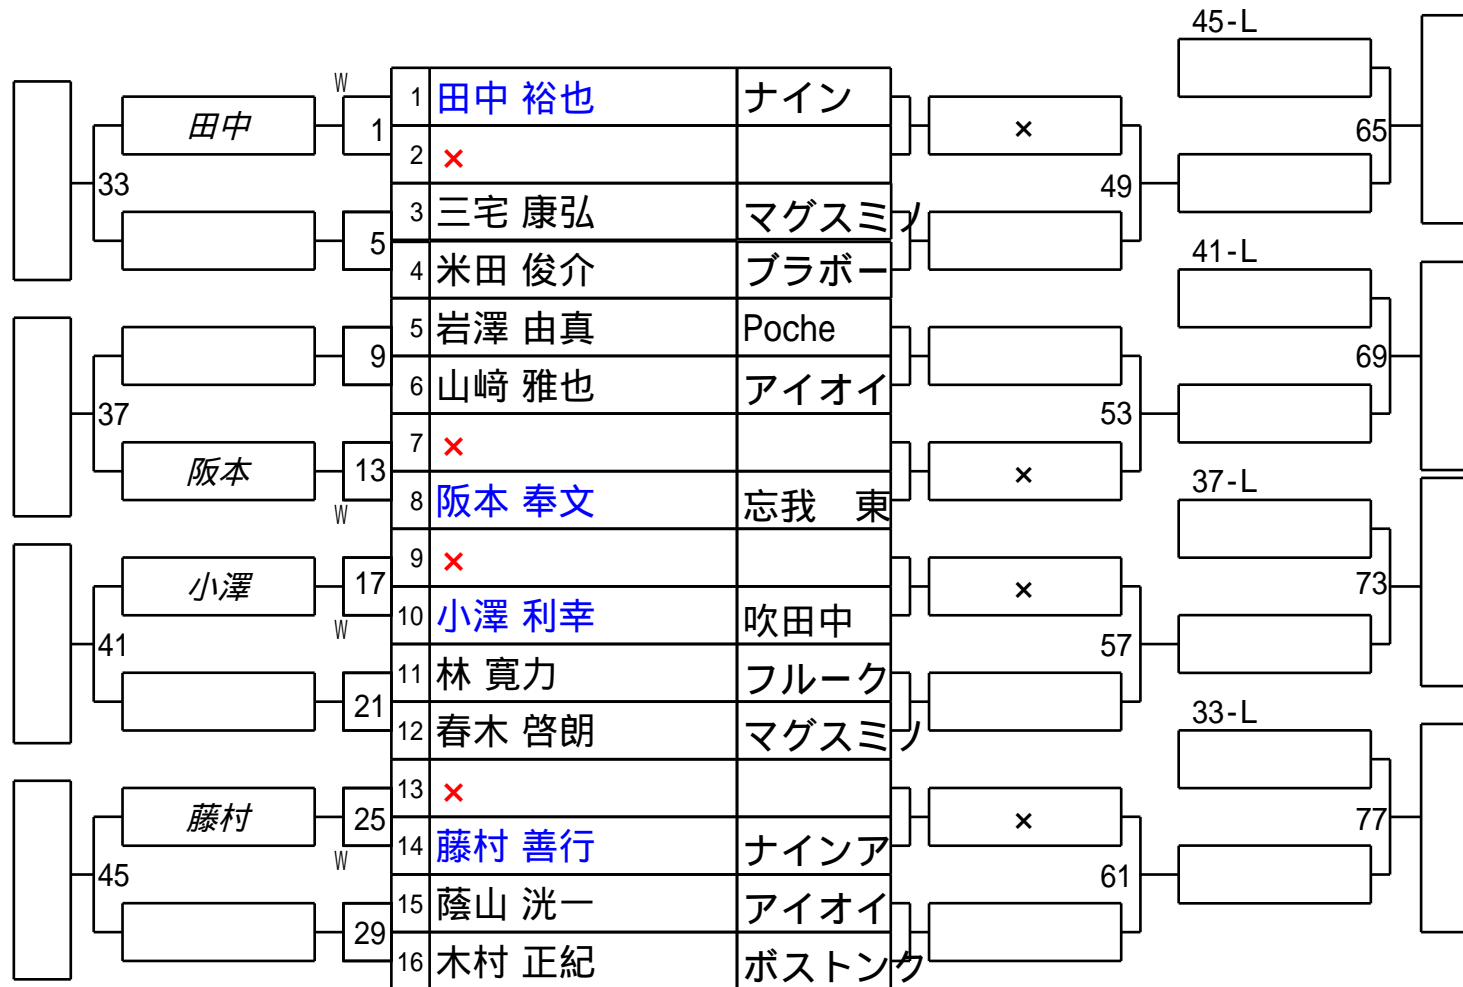 45-L
W
1 田中 裕也 ナイン
田中 1 × 65
2 ×
33 49
3 三宅 康弘 マグスミノ
5
41-L
4 米田 俊介 ブラボー
5 岩澤 由真 Poche
9 69
6 山﨑 雅也 アイオイ
37 53
7 ×
阪本 13 ×
37-L
8 阪本 奉文 忘我 東
W
9 ×
小澤 17 × 73
10 小澤 利幸 吹田中
W
41 57
11 林 寛力 フルーク
21
33-L
12 春木 啓朗 マグスミノ
13 ×
藤村 25 × 77
14 藤村 善行 ナインア
W
45 61
15 蔭山 洸一 アイオイ
29
16 木村 正紀 ボストンク